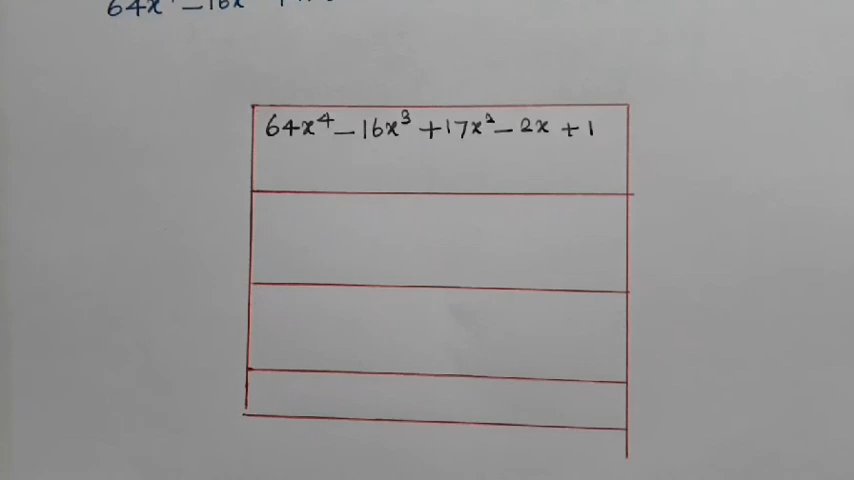 64x⁴ – 16x³ +17x² – 2x + 1